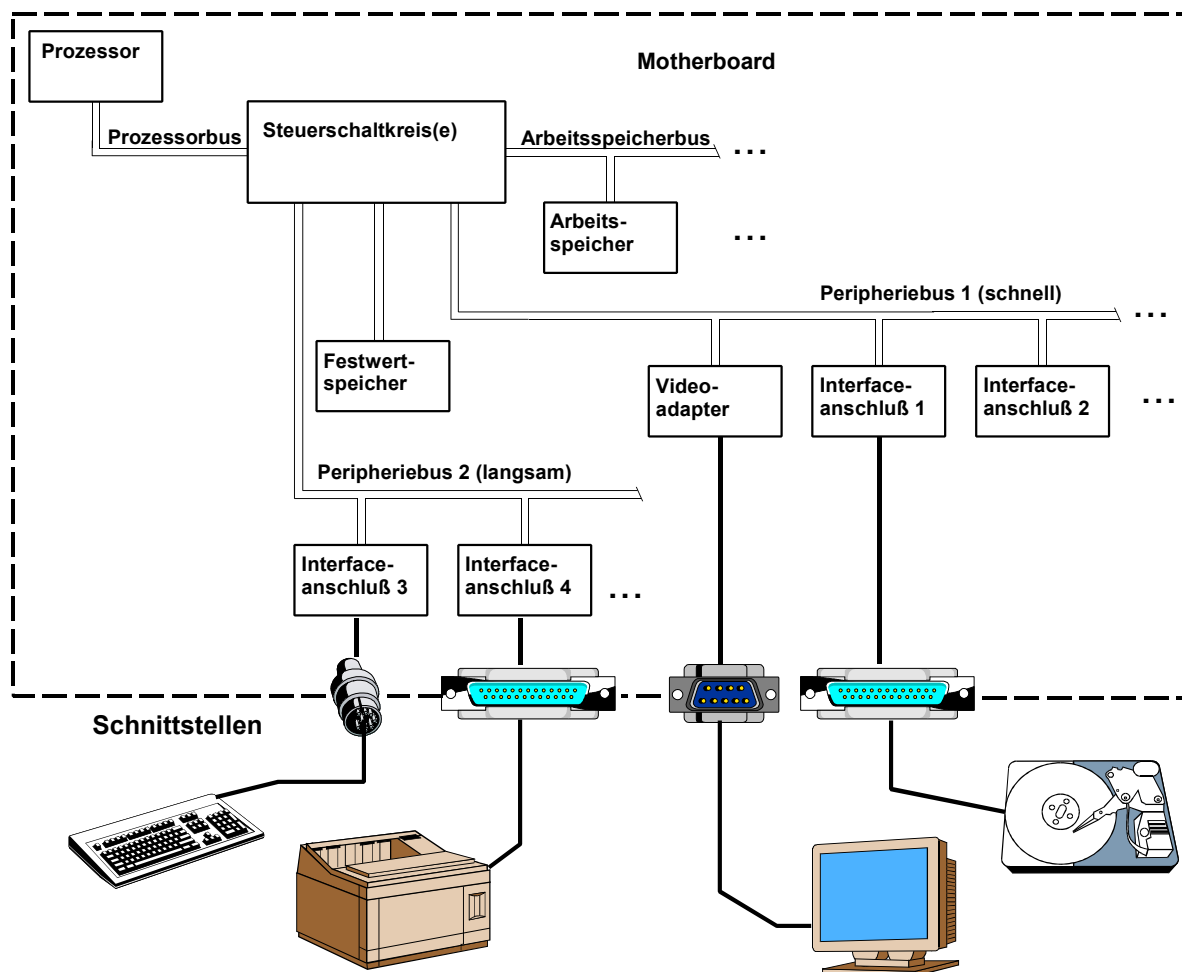 Prozessor
Motherboard
Prozessorbus
Steuerschaltkreis(e)
Arbeitsspeicherbus
...
Arbeits-
speicher
...
Peripheriebus 1 (schnell)
...
Festwert-
speicher
Video-
adapter
Interface-
anschluß 1
Interface-
anschluß 2
...
Peripheriebus 2 (langsam)
Interface-
anschluß 3
Interface-
anschluß 4
...
Schnittstellen